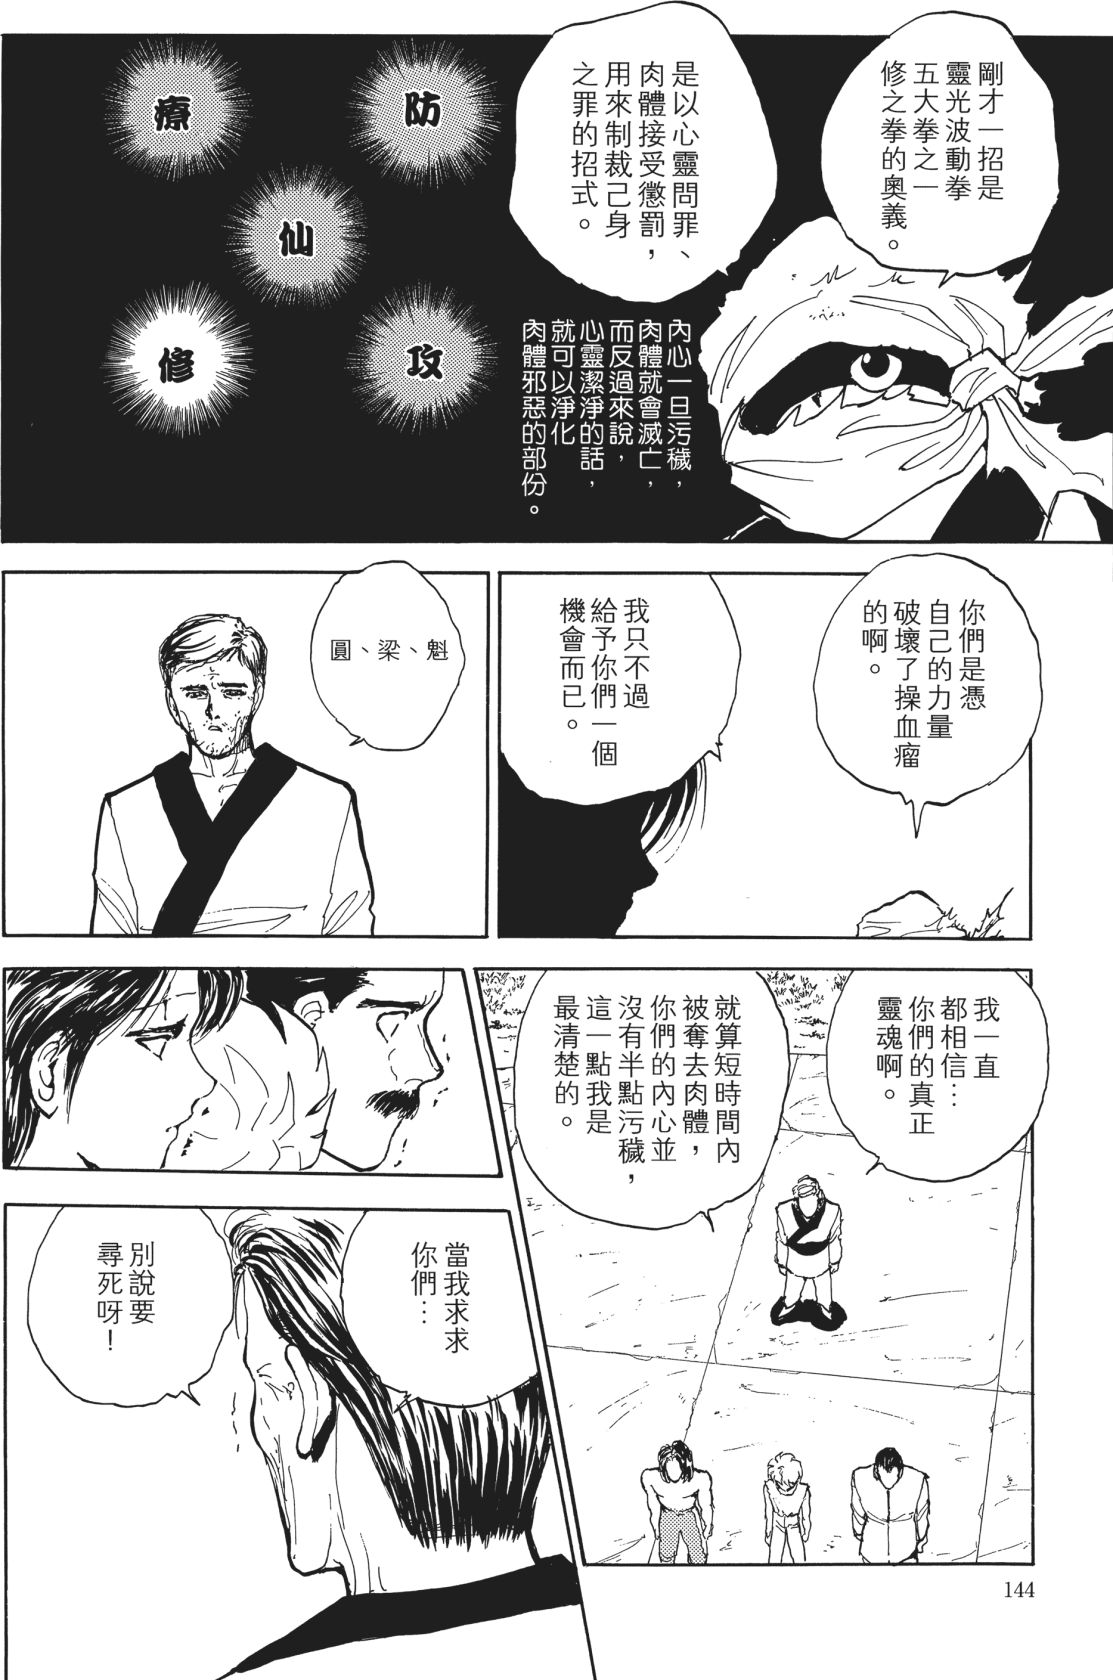 剛才一招是
靈光波動拳
五大拳之一
修之拳的奧義。
是以心靈問罪、
肉體接受懲罰，
用來制裁己身
之罪的招式。
內心一旦污穢，
肉體就會滅亡，
而反過來說，
心靈潔淨的話，
就可以淨化
肉體邪惡的部份。
防
療
仙
攻
修
你們是憑
自己的力量
破壞了操血瘤
的啊。
我只不過
給予你們一個
機會而已。
圓、梁、魁
我一直
都相信…
你們的真正
靈魂啊。
就算短時間內
被奪去肉體，
你們的內心並
沒有半點污穢，
這一點我是
最清楚的。
當我求求
你們…
別說要
尋死呀！
144